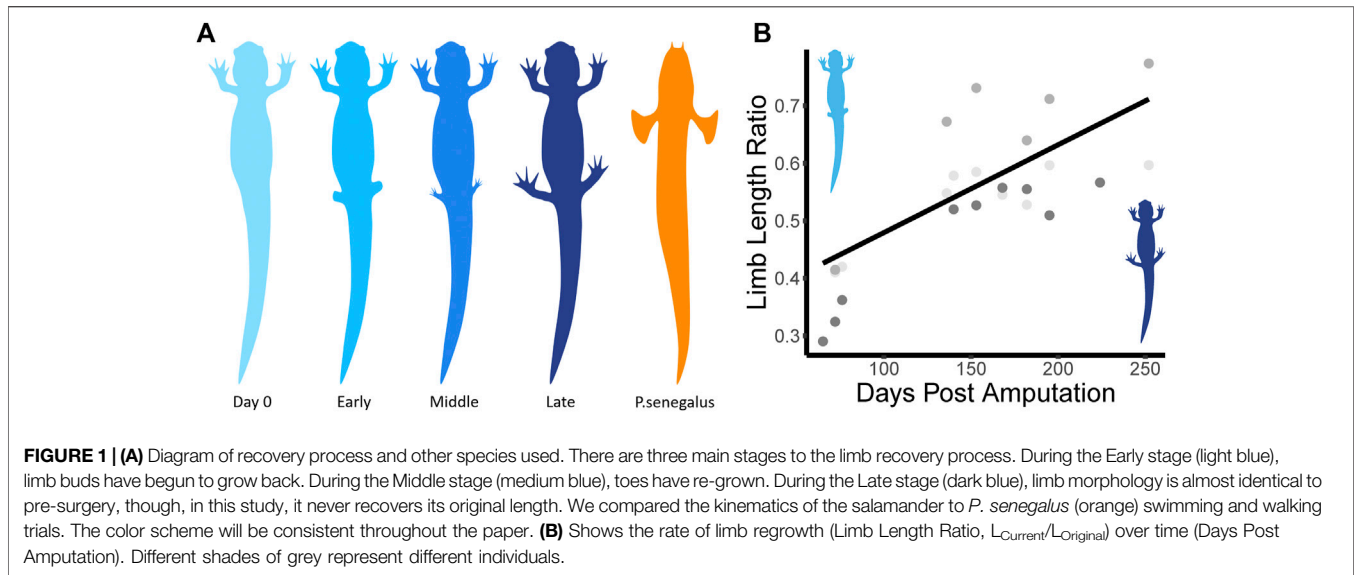 A
B
Day 0
Early
Middle
Late
P.senegalus
Limb Length Ratio
0.7
0.6
0.5
0.4
0.3
100
150
200
250
Days Post Amputation
FIGURE 1 | (A) Diagram of recovery process and other species used. There are three main stages to the limb recovery process. During the Early stage (light blue),
limb buds have begun to grow back. During the Middle stage (medium blue), toes have re-grown. During the Late stage (dark blue), limb morphology is almost identical to
pre-surgery, though, in this study, it never recovers its original length. We compared the kinematics of the salamander to P. senegalus (orange) swimming and walking
trials. The color scheme will be consistent throughout the paper. (B) Shows the rate of limb regrowth (Limb Length Ratio, LCurrent/LOriginal) over time (Days Post
Amputation). Different shades of grey represent different individuals.